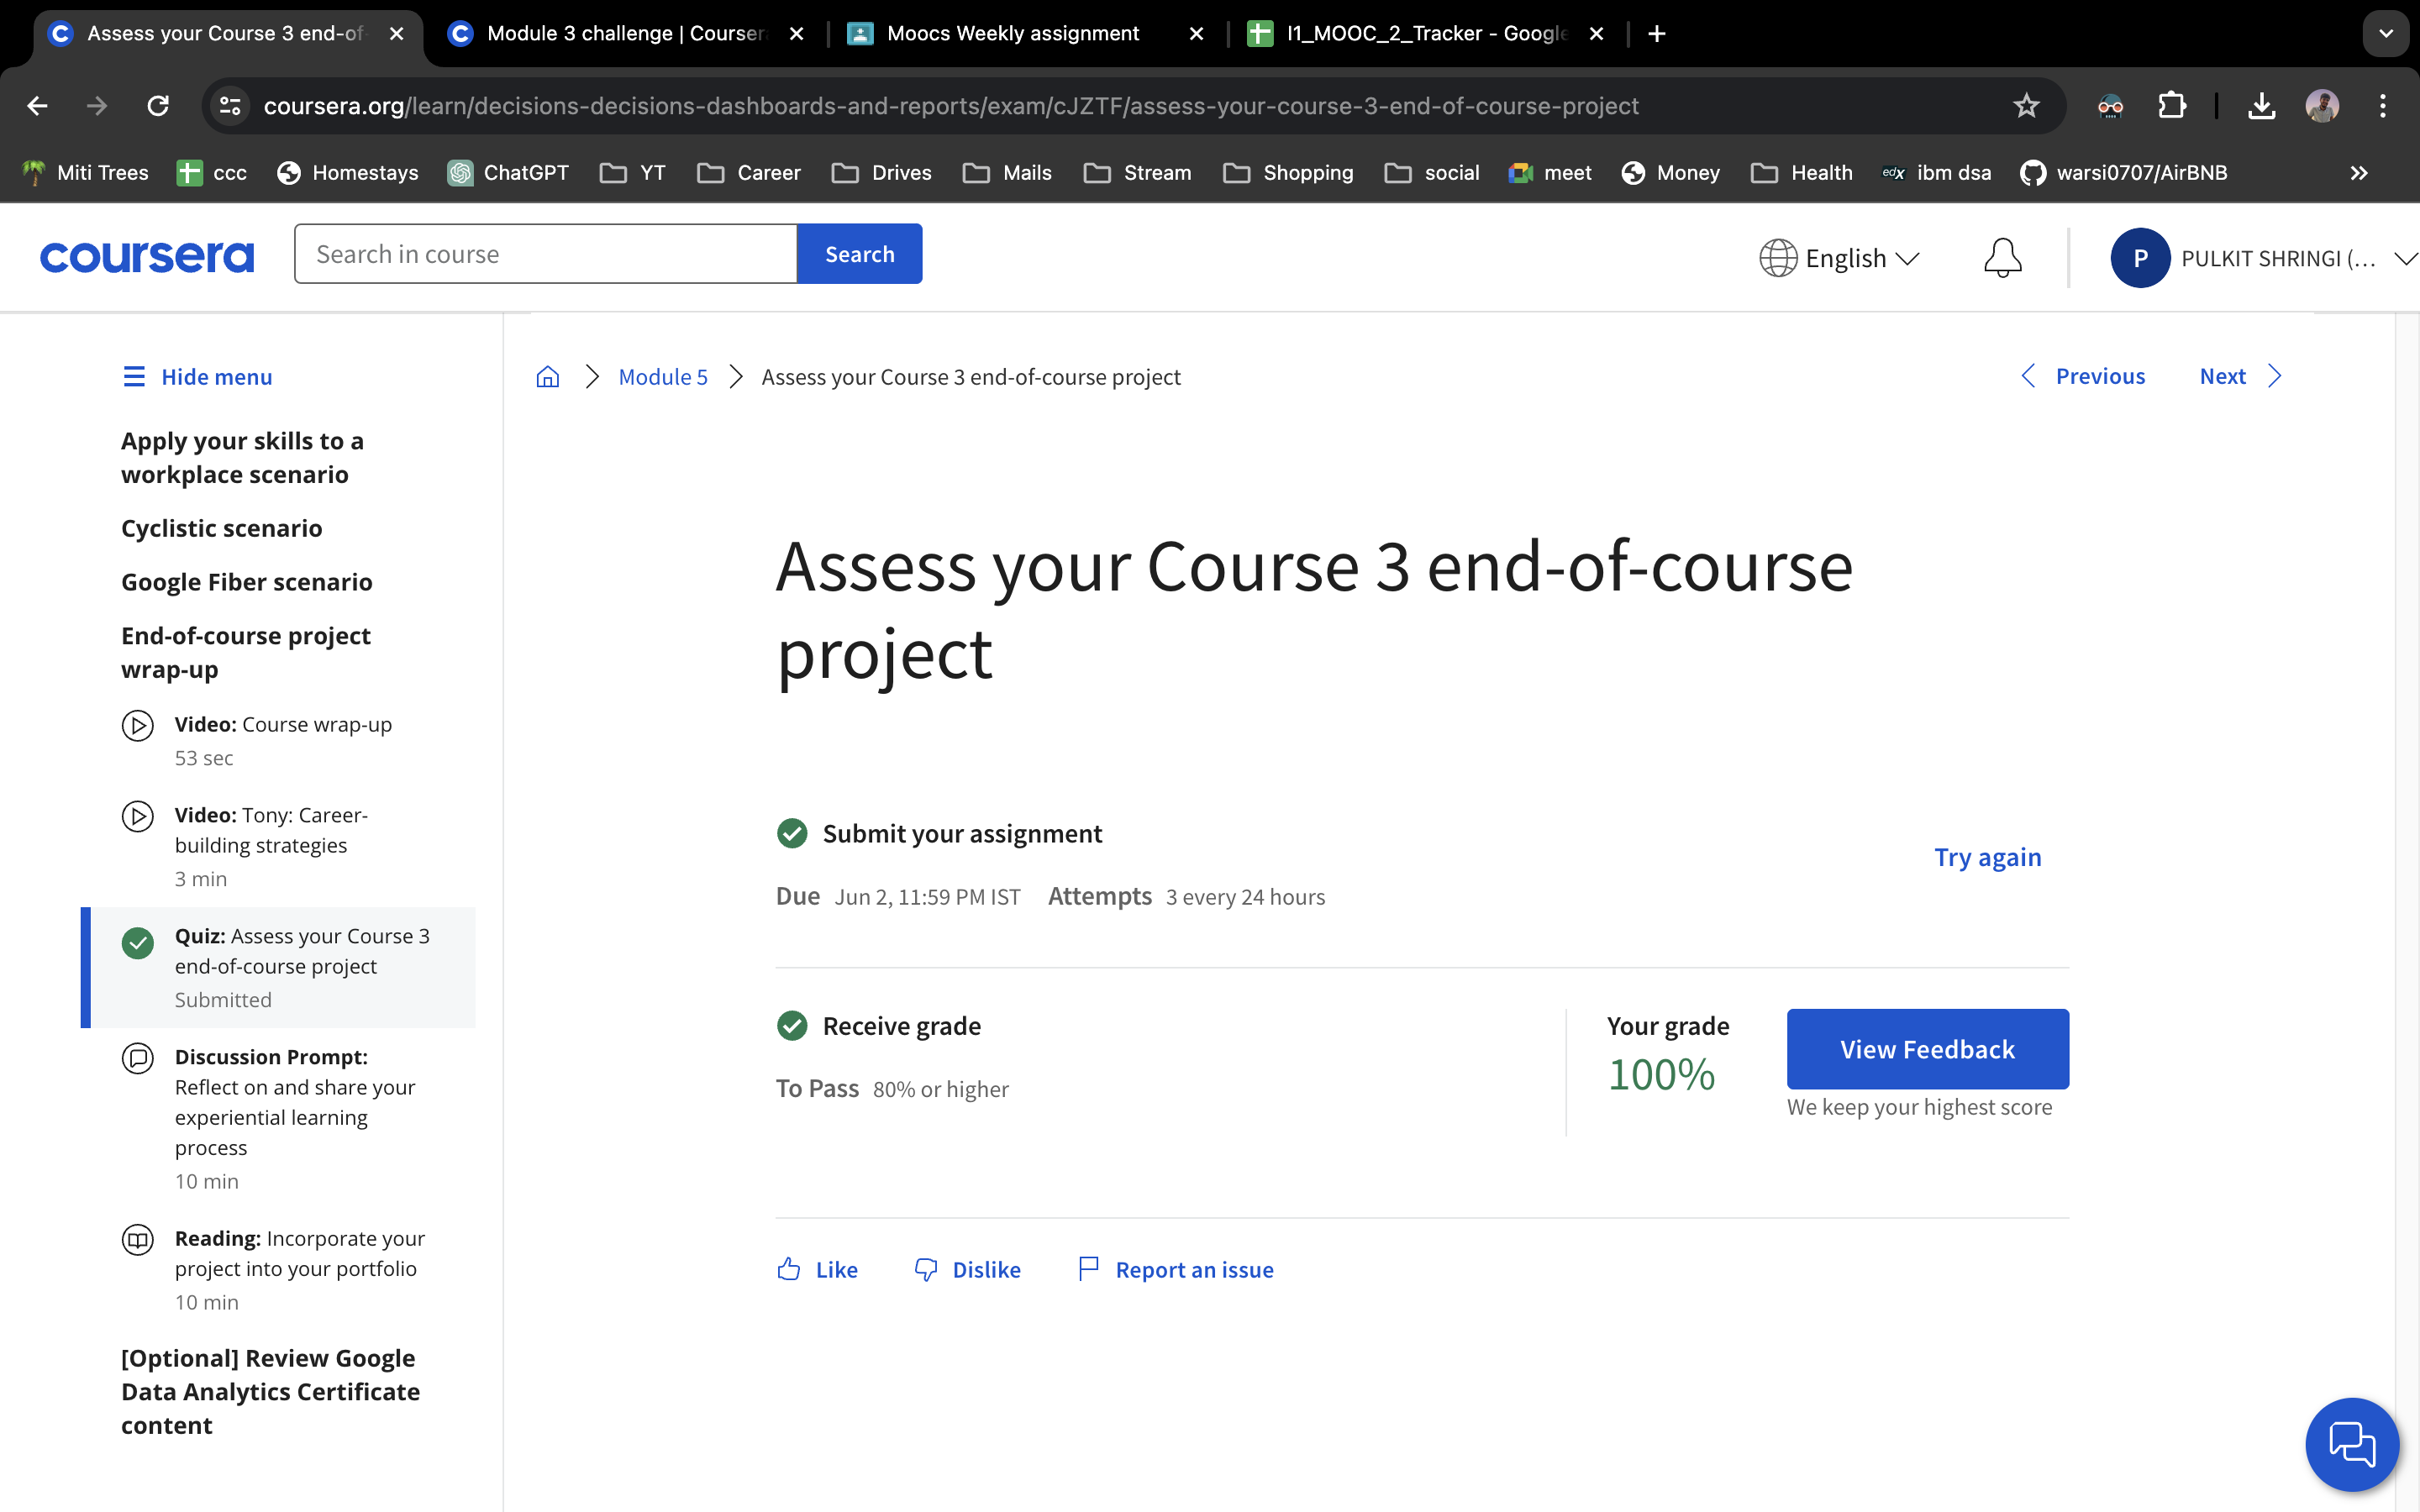 Assess your Course 3 end-of
Module 3 challenge | Courser
Moocs Weekly assignment
I1_MOOC_2_Tracker - Google
coursera.org/learn/decisions-decisions-dashboards-and-reports/exam/cJZTF/assess-your-course-3-end-of-course-project
Miti Trees
ccc
Homestays
ChatGPT
YT
Career
Drives
Mails
Stream
Shopping
social
meet
Money
Health
edX
ibm dsa
warsi0707/AirBNB
coursera
Search in course
Search
English
P
PULKIT SHRINGI (...
Hide menu
Apply your skills to a
workplace scenario
Cyclistic scenario
Google Fiber scenario
End-of-course project
wrap-up
Video: Course wrap-up
53 sec
Video: Tony: Career-
building strategies
3 min
Quiz: Assess your Course 3
end-of-course project
Submitted
Discussion Prompt:
Reflect on and share your
experiential learning
process
10 min
Reading: Incorporate your
project into your portfolio
10 min
[Optional] Review Google
Data Analytics Certificate
content
Module 5
Assess your Course 3 end-of-course project
Previous
Next
Assess your Course 3 end-of-course
project
Submit your assignment
Due Jun 2, 11:59 PM IST Attempts 3 every 24 hours
Try again
Receive grade
To Pass 80% or higher
Your grade
100%
View Feedback
We keep your highest score
Like
Dislike
Report an issue